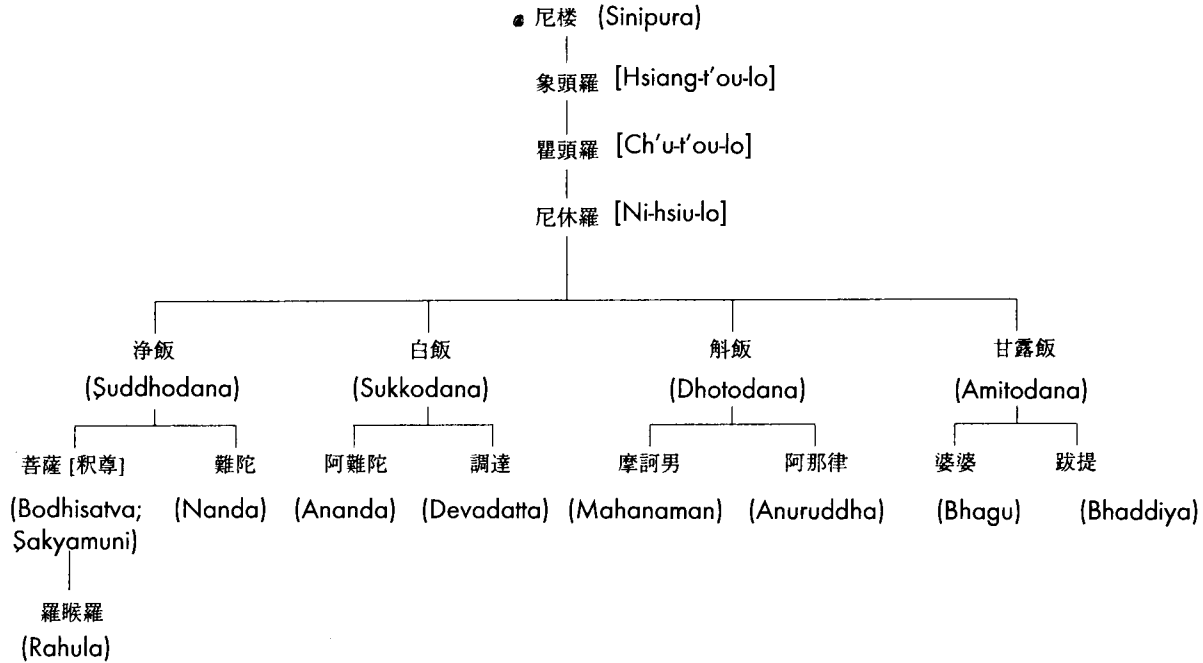 尼楼 (Sinipura)
象頭羅 [Hsiang-t'ou-lo]
瞿頭羅 [Ch'u-t'ou-lo]
尼休羅 [Ni-hsiu-lo]
浄飯 白飯 斛飯 甘露飯
(Şuddhodana) (Sukkodana) (Dhotodana) (Amitodana)
菩薩 [釈尊] 難陀 阿難陀 調達 摩訶男 阿那律 婆婆 跋提
(Bodhisatva; (Nanda) (Ananda) (Devadatta) (Mahanaman) (Anuruddha) (Bhagu) (Bhaddiya)
Şakyamuni)
羅睺羅
(Rahula)